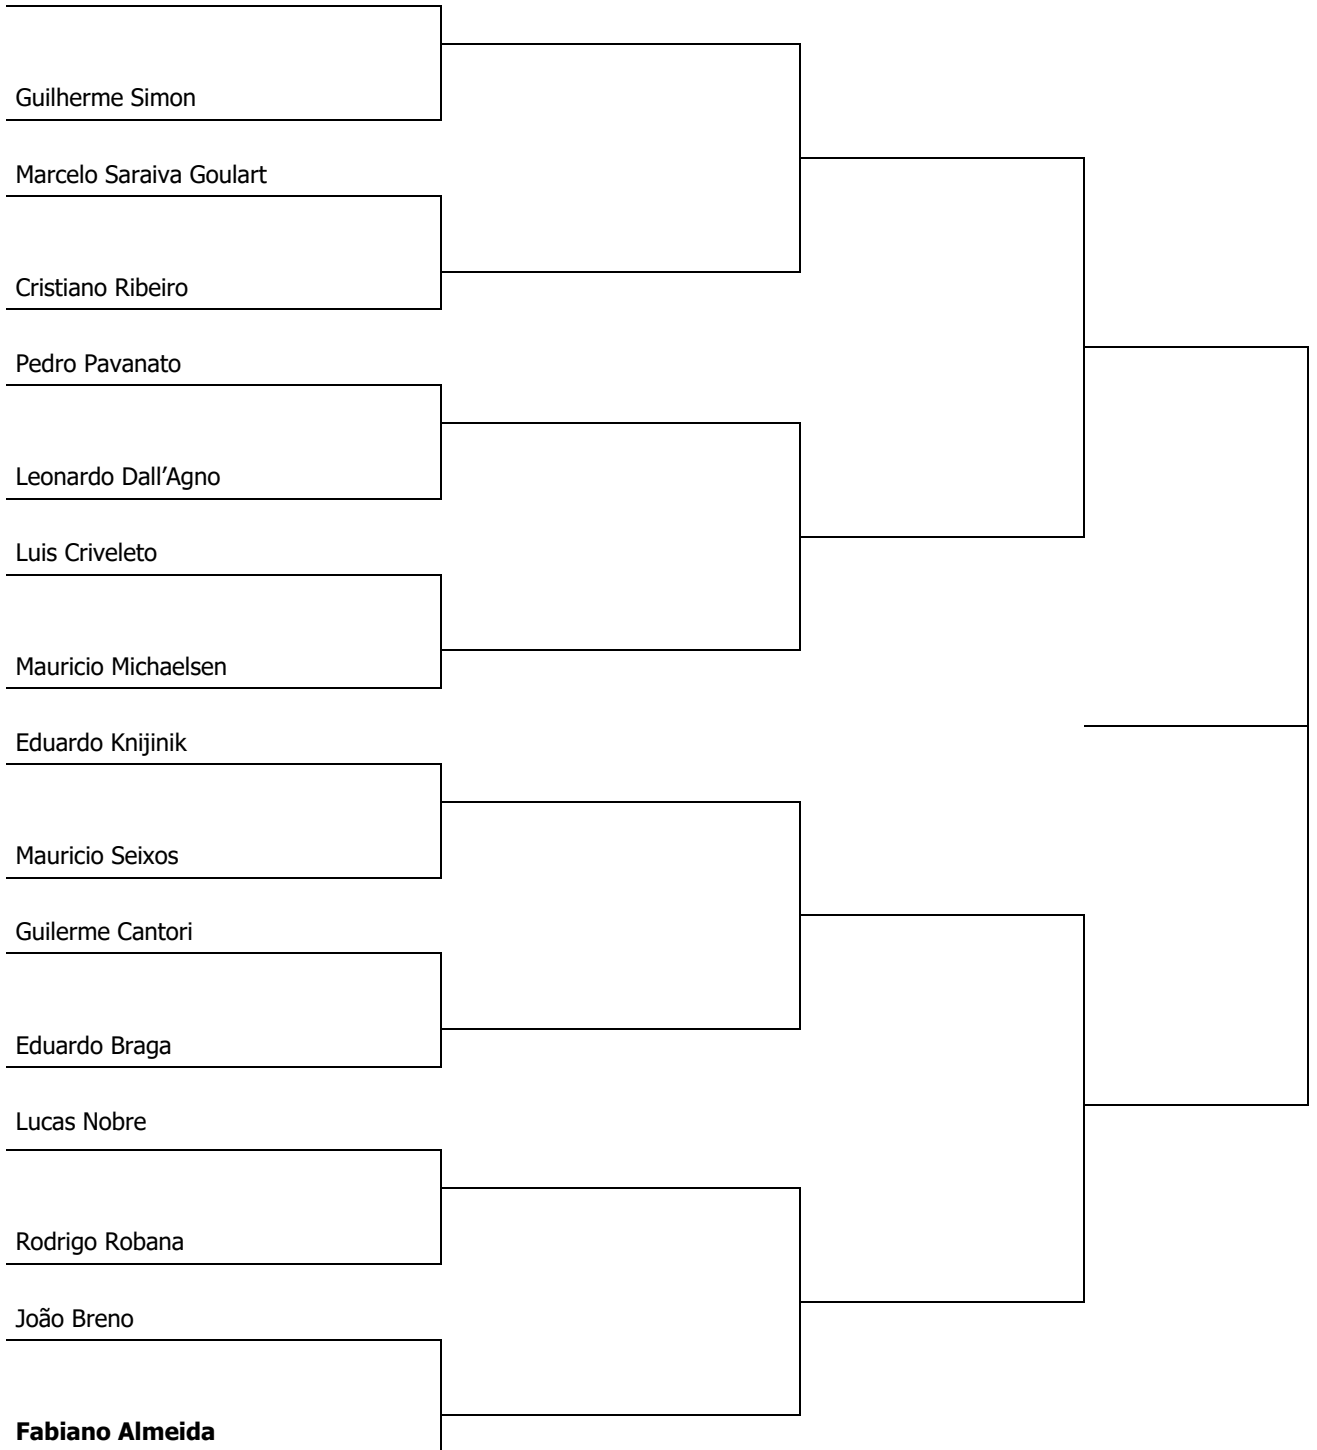 Guilherme Simon
Marcelo Saraiva Goulart
Cristiano Ribeiro
Pedro Pavanato
Leonardo Dall’Agno
Luis Criveleto
Mauricio Michaelsen
Eduardo Knijinik
Mauricio Seixos
Guilerme Cantori
Eduardo Braga
Lucas Nobre
Rodrigo Robana
João Breno
Fabiano Almeida